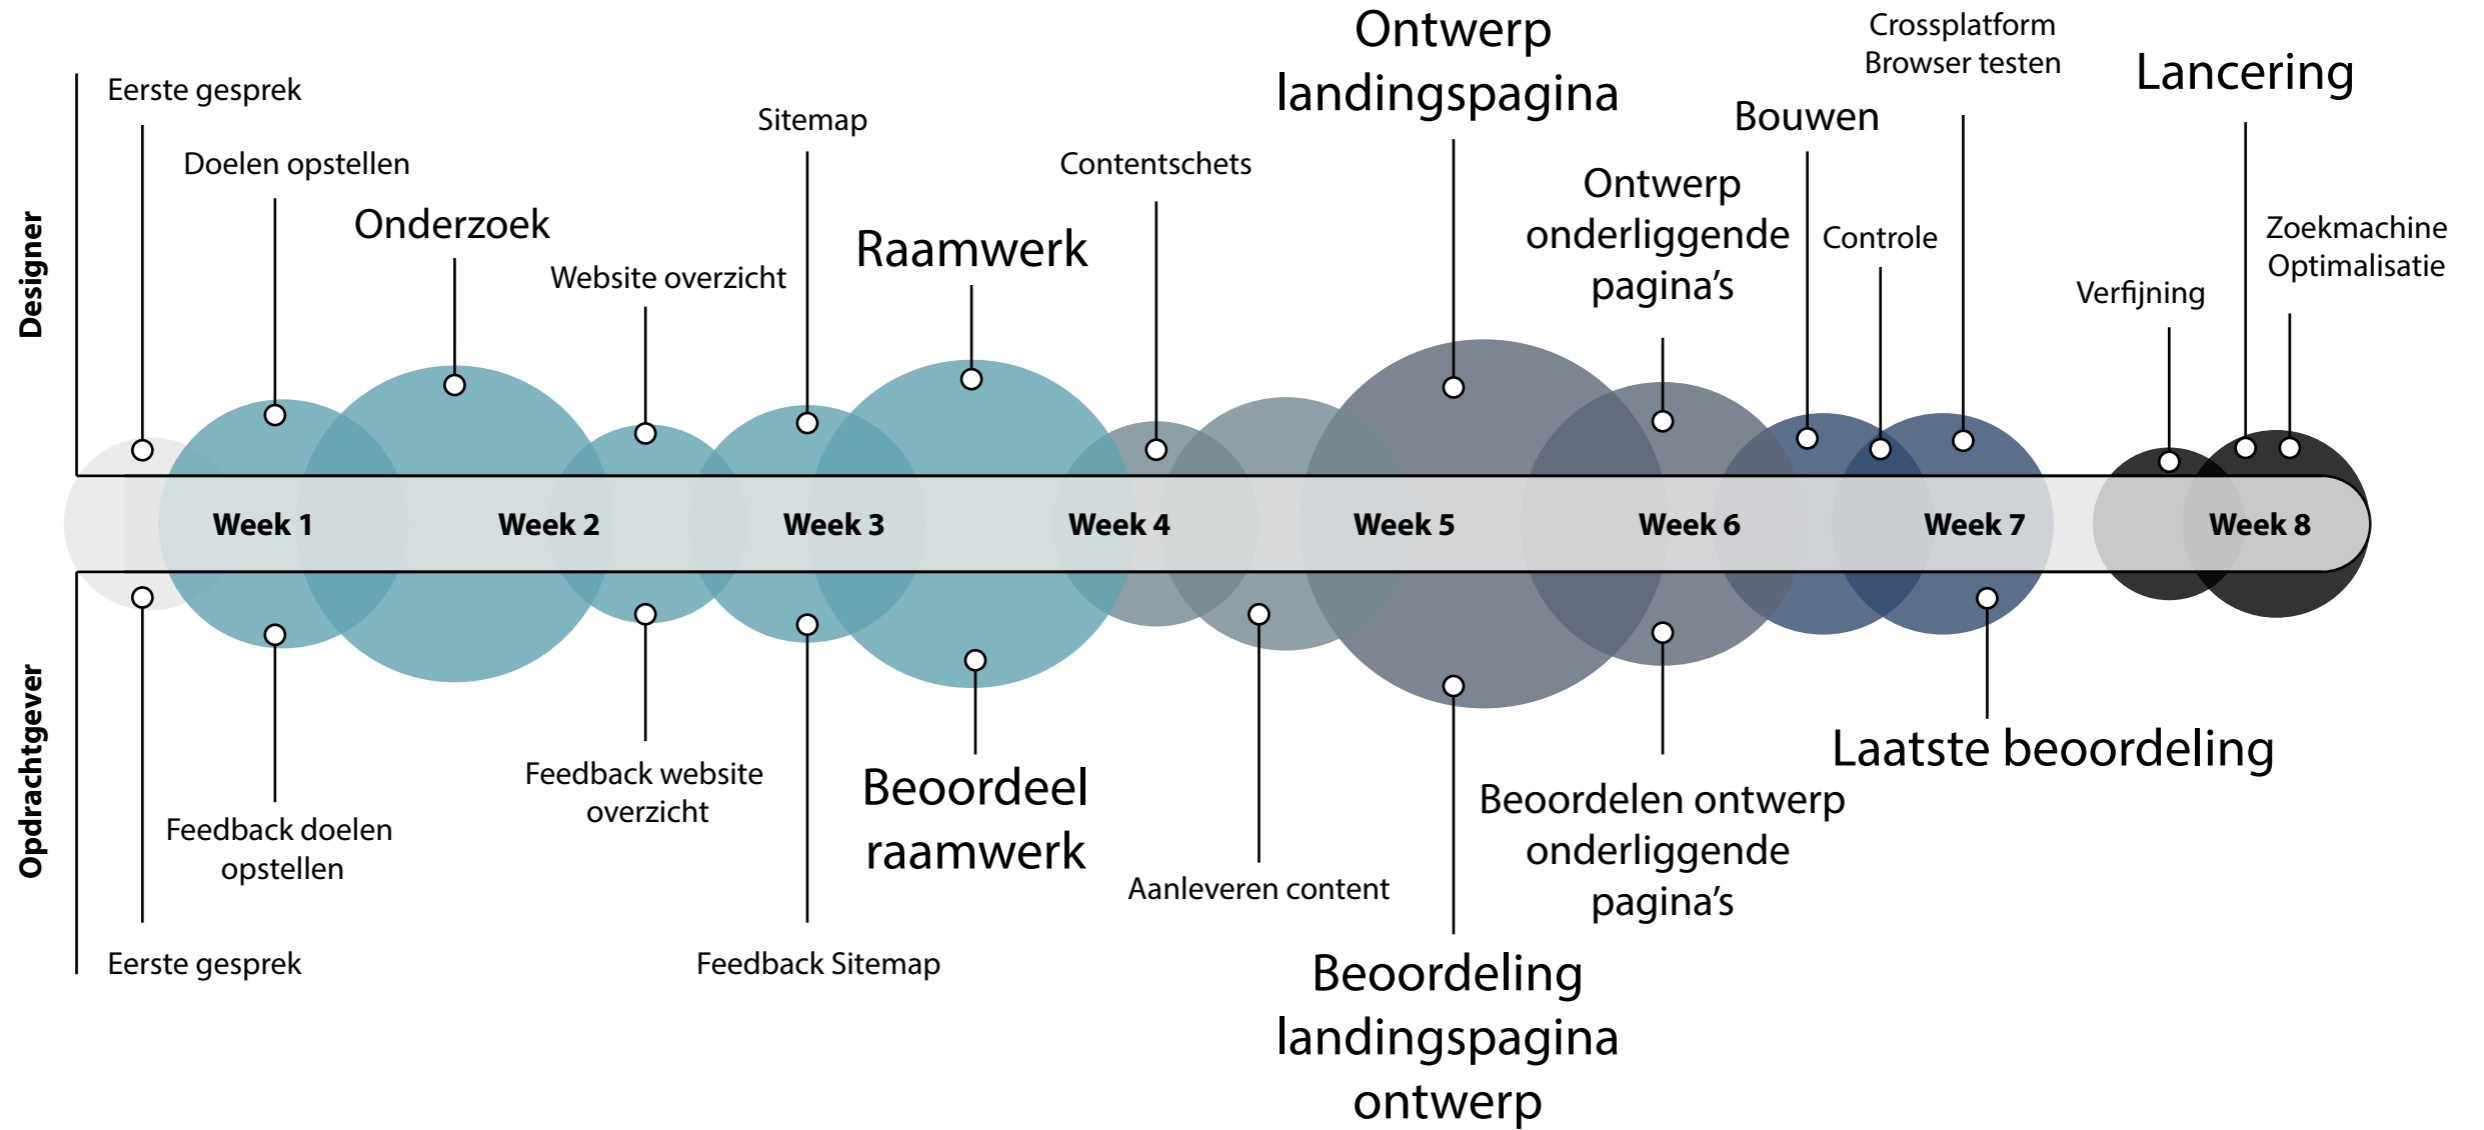 Designer
Eerste gesprek
Doelen opstellen
Onderzoek
Website overzicht
Sitemap
Raamwerk
Contentschets
Ontwerp
landingspagina
Ontwerp
onderliggende
pagina’s
Bouwen
Controle
Crossplatform
Browser testen
Verfijning
Lancering
Zoekmachine
Optimalisatie
Week 1
Week 2
Week 3
Week 4
Week 5
Week 6
Week 7
Week 8
Opdrachtgever
Eerste gesprek
Feedback doelen
opstellen
Feedback website
overzicht
Feedback Sitemap
Beoordeel
raamwerk
Aanleveren content
Beoordeling
landingspagina
ontwerp
Beoordelen ontwerp
onderliggende
pagina’s
Laatste beoordeling